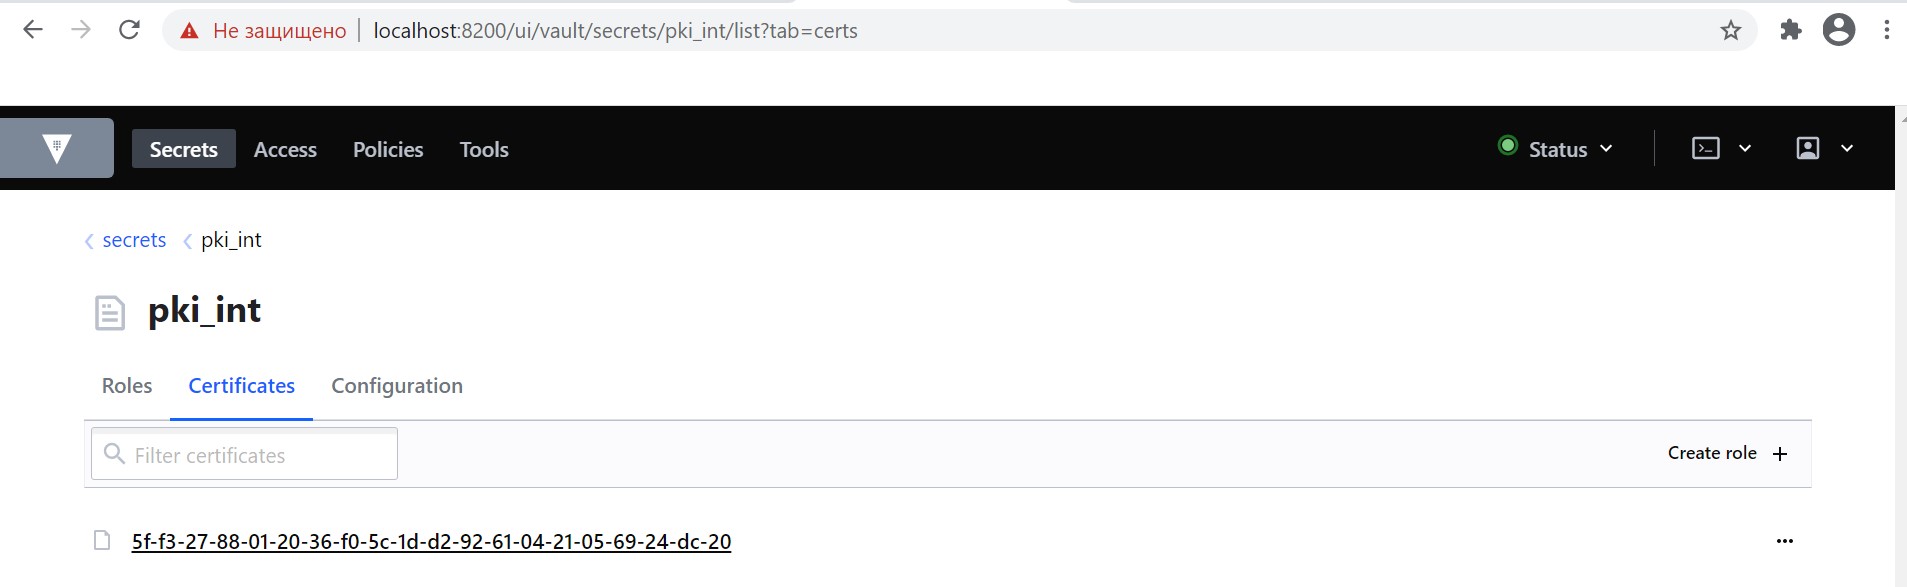 Не защищено localhost:8200/ui/vault/secrets/pki_int/list?tab=certs
Secrets Access Policies Tools Status
secrets pki_int
pki_int
Roles Certificates Configuration
Filter certificates Create role +
5f-f3-27-88-01-20-36-f0-5c-1d-d2-92-61-04-21-05-69-24-dc-20